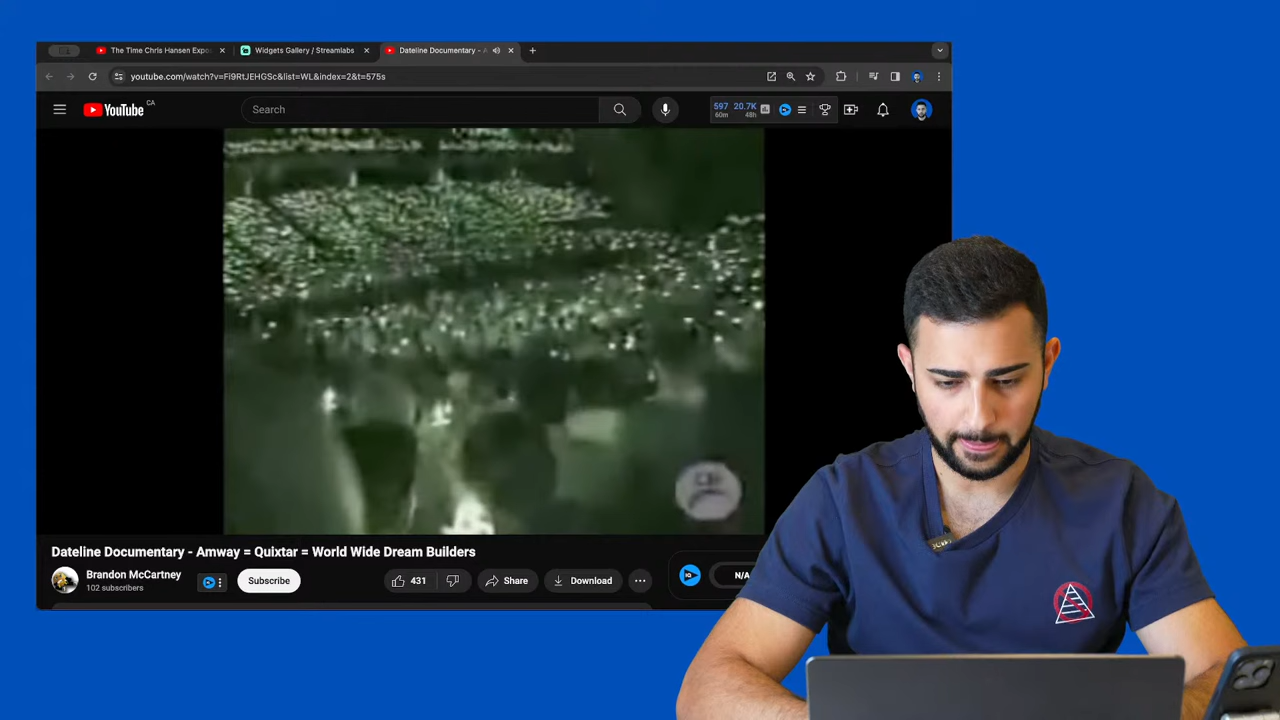 The Time Chris Hansen Expo
Widgets Gallery / Streamlabs
Dateline Documentary - A
youtube.com/watch?v=Fi9RtJEHGSc&list=WL&index=2&t=575s
YouTube CA
Search
597 20.7K
60m 48h
Dateline Documentary - Amway = Quixtar = World Wide Dream Builders
Brandon McCartney
102 subscribers
Subscribe
431
Share
Download
IQ
N/A